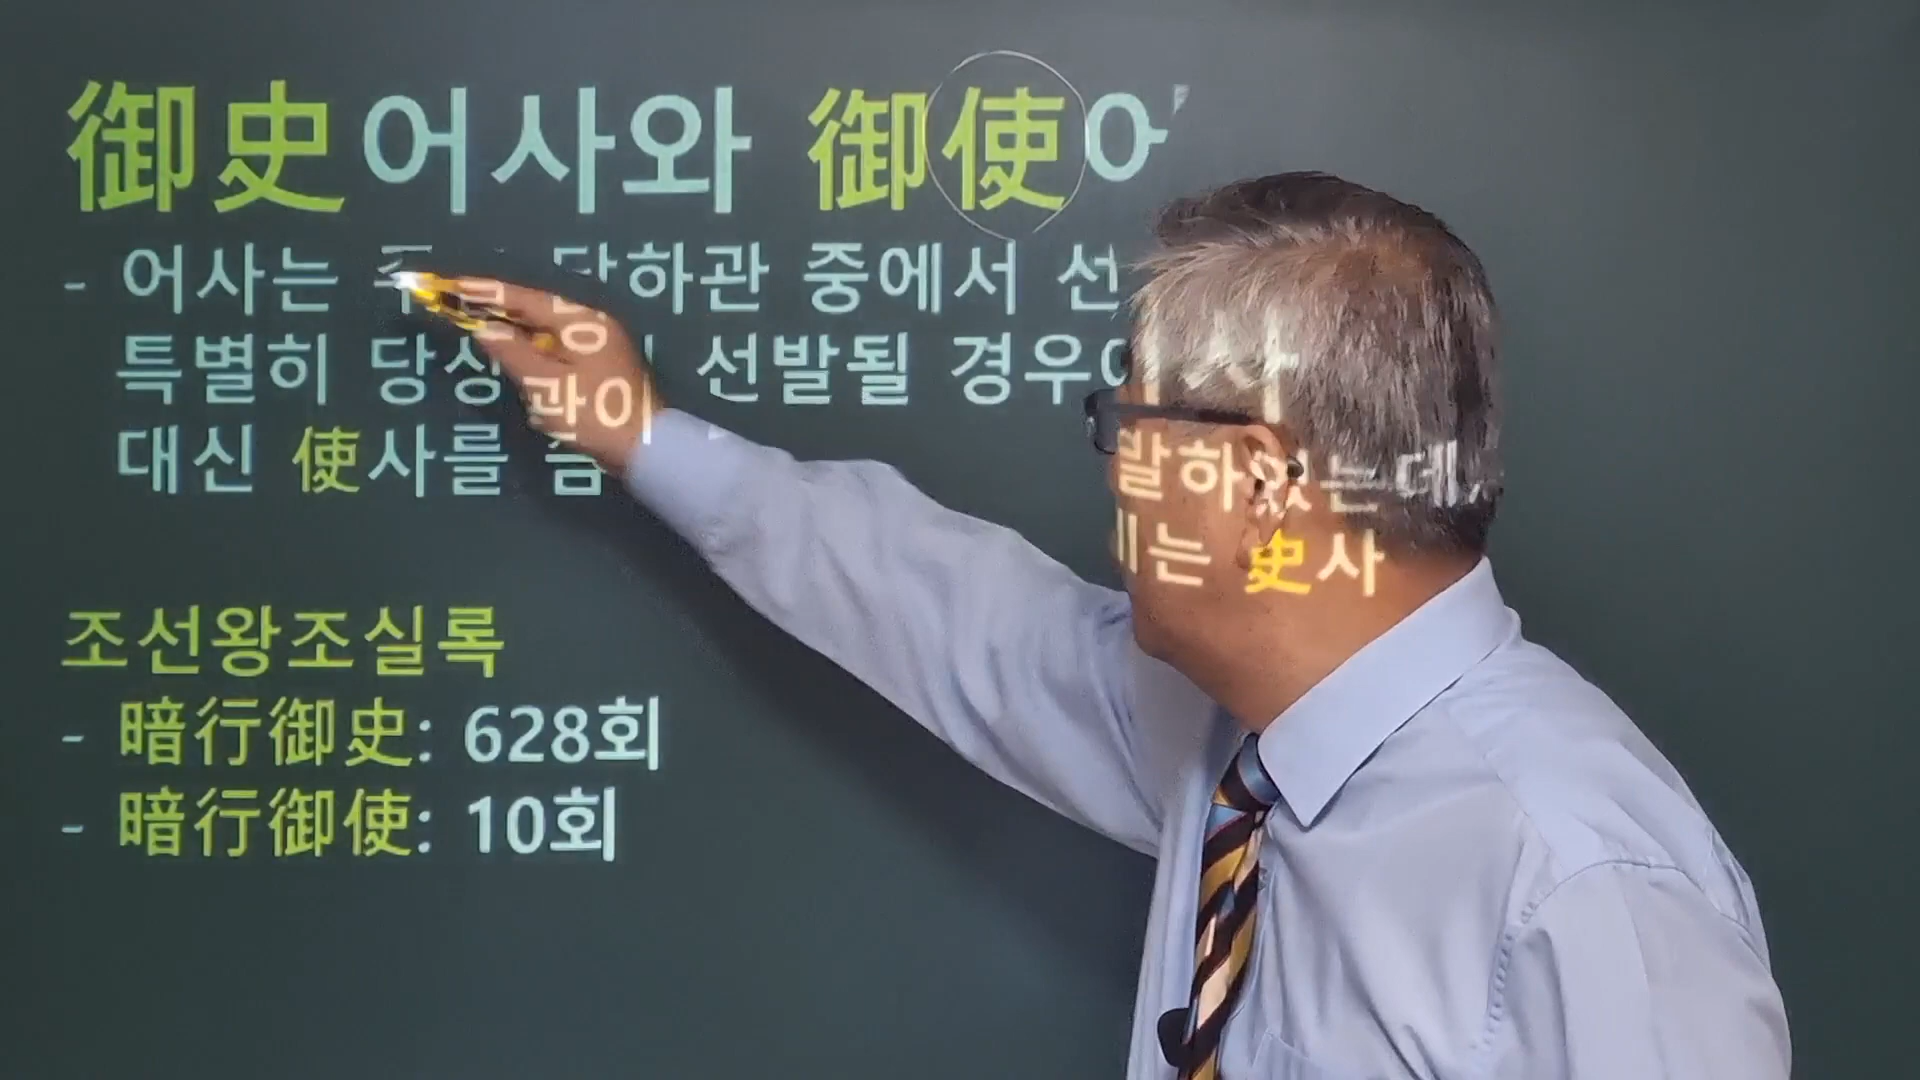 御史어사와 御使어
- 어사는 주로 당하관 중에서 선발하였는데,
특별히 당상관이 선발될 경우에는 史사
대신 使사를 씀
조선왕조실록
- 暗行御史: 628회
- 暗行御使: 10회